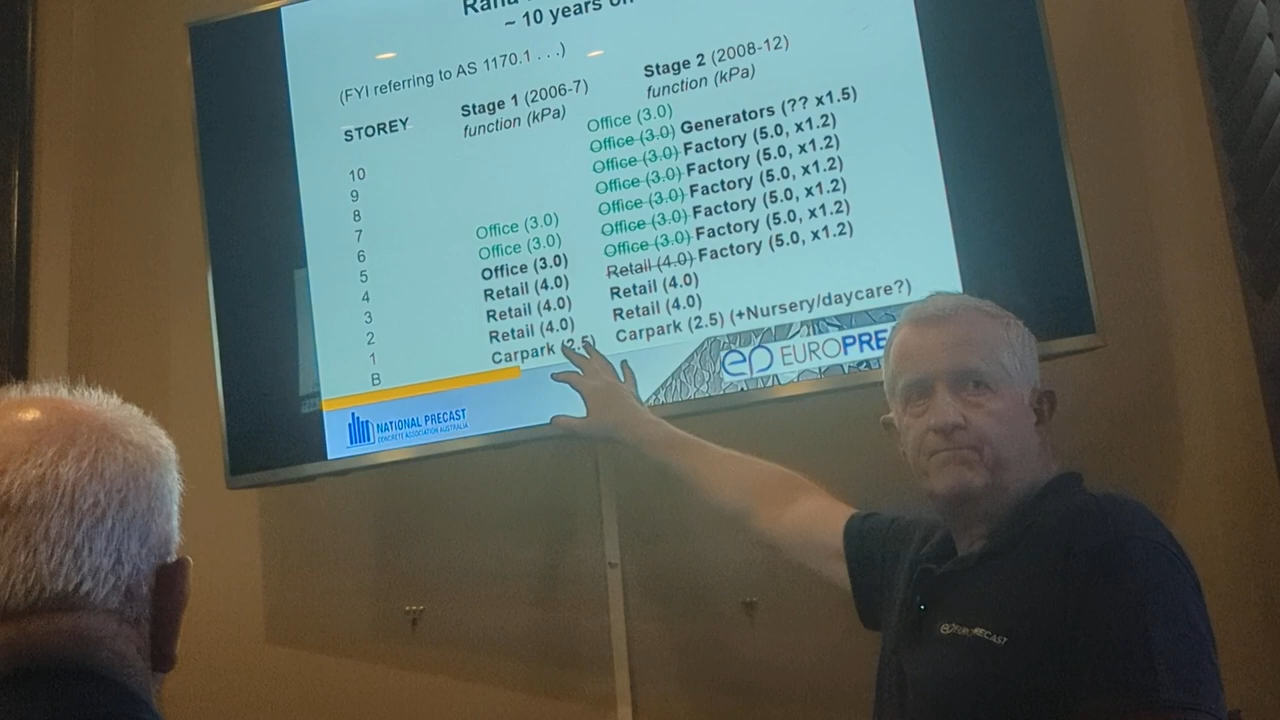 ~ 10 years on
(FYI referring to AS 1170.1 . . .)
STOREY
10
9
8
7
6
5
4
3
2
1
B
Stage 1 (2006-7)
function (kPa)
Office (3.0)
Office (3.0)
Office (3.0)
Retail (4.0)
Retail (4.0)
Retail (4.0)
Carpark (2.5)
Stage 2 (2008-12)
function (kPa)
Office (3.0)
Office (3.0) Generators (?? x1.5)
Office (3.0) Factory (5.0, x1.2)
Office (3.0) Factory (5.0, x1.2)
Office (3.0) Factory (5.0, x1.2)
Office (3.0) Factory (5.0, x1.2)
Office (3.0) Factory (5.0, x1.2)
Retail (4.0) Factory (5.0, x1.2)
Retail (4.0)
Retail (4.0)
Carpark (2.5) (+Nursery/daycare?)
NATIONAL PRECAST
CONCRETE ASSOCIATION AUSTRALIA
ep EUROPRE
ep EUROPRECAST